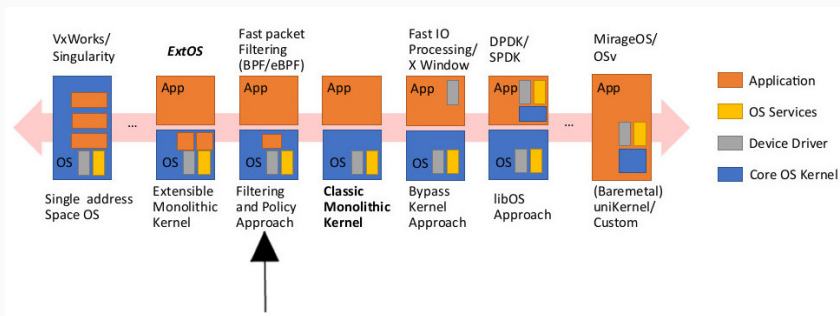 VxWorks/
Singularity
ExtOS
Fast packet
Filtering
(BPF/eBPF)
Fast IO
Processing/
X Window
DPDK/
SPDK
MirageOS/
OSv
App
App
App
App
App
App
...
...
OS
OS
OS
OS
OS
OS
Single address
Space OS
Extensible
Monolithic
Kernel
Filtering
and Policy
Approach
Classic
Monolithic
Kernel
Bypass
Kernel
Approach
libOS
Approach
(Baremetal)
uniKernel/
Custom
Application
OS Services
Device Driver
Core OS Kernel